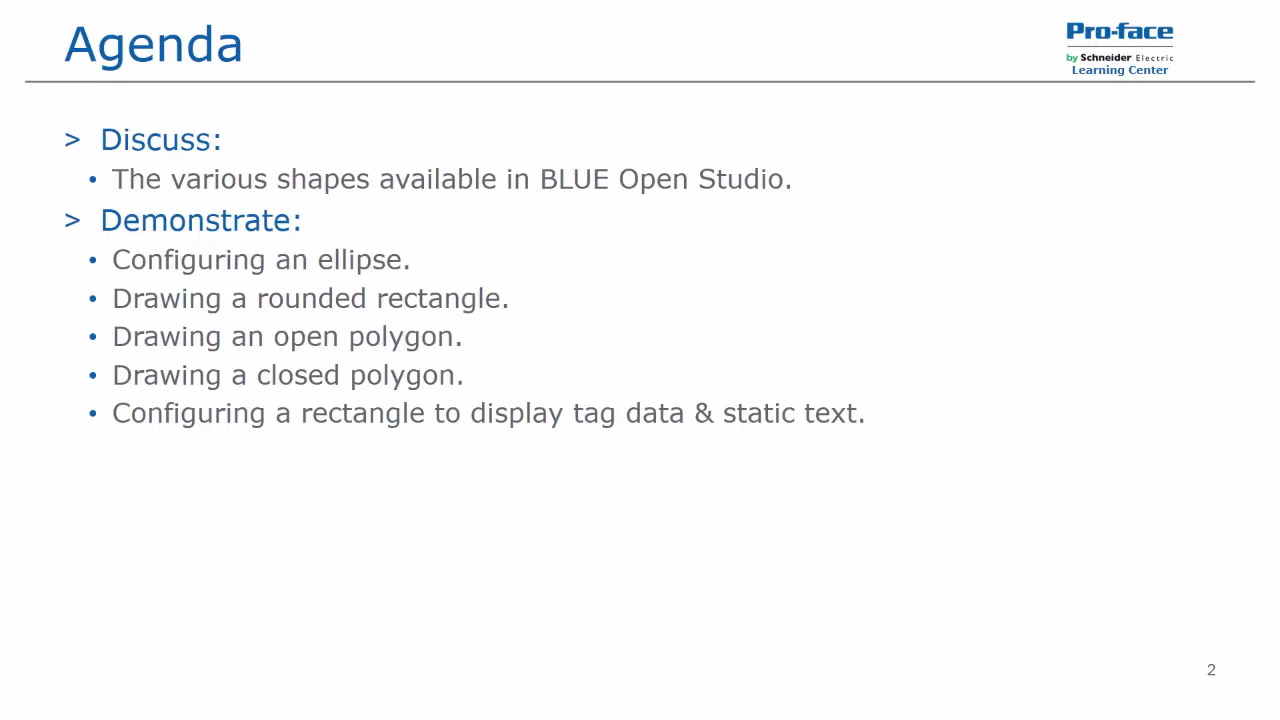 Agenda
Pro-face
by Schneider Electric
Learning Center
> Discuss:
• The various shapes available in BLUE Open Studio.
> Demonstrate:
• Configuring an ellipse.
• Drawing a rounded rectangle.
• Drawing an open polygon.
• Drawing a closed polygon.
• Configuring a rectangle to display tag data & static text.
2